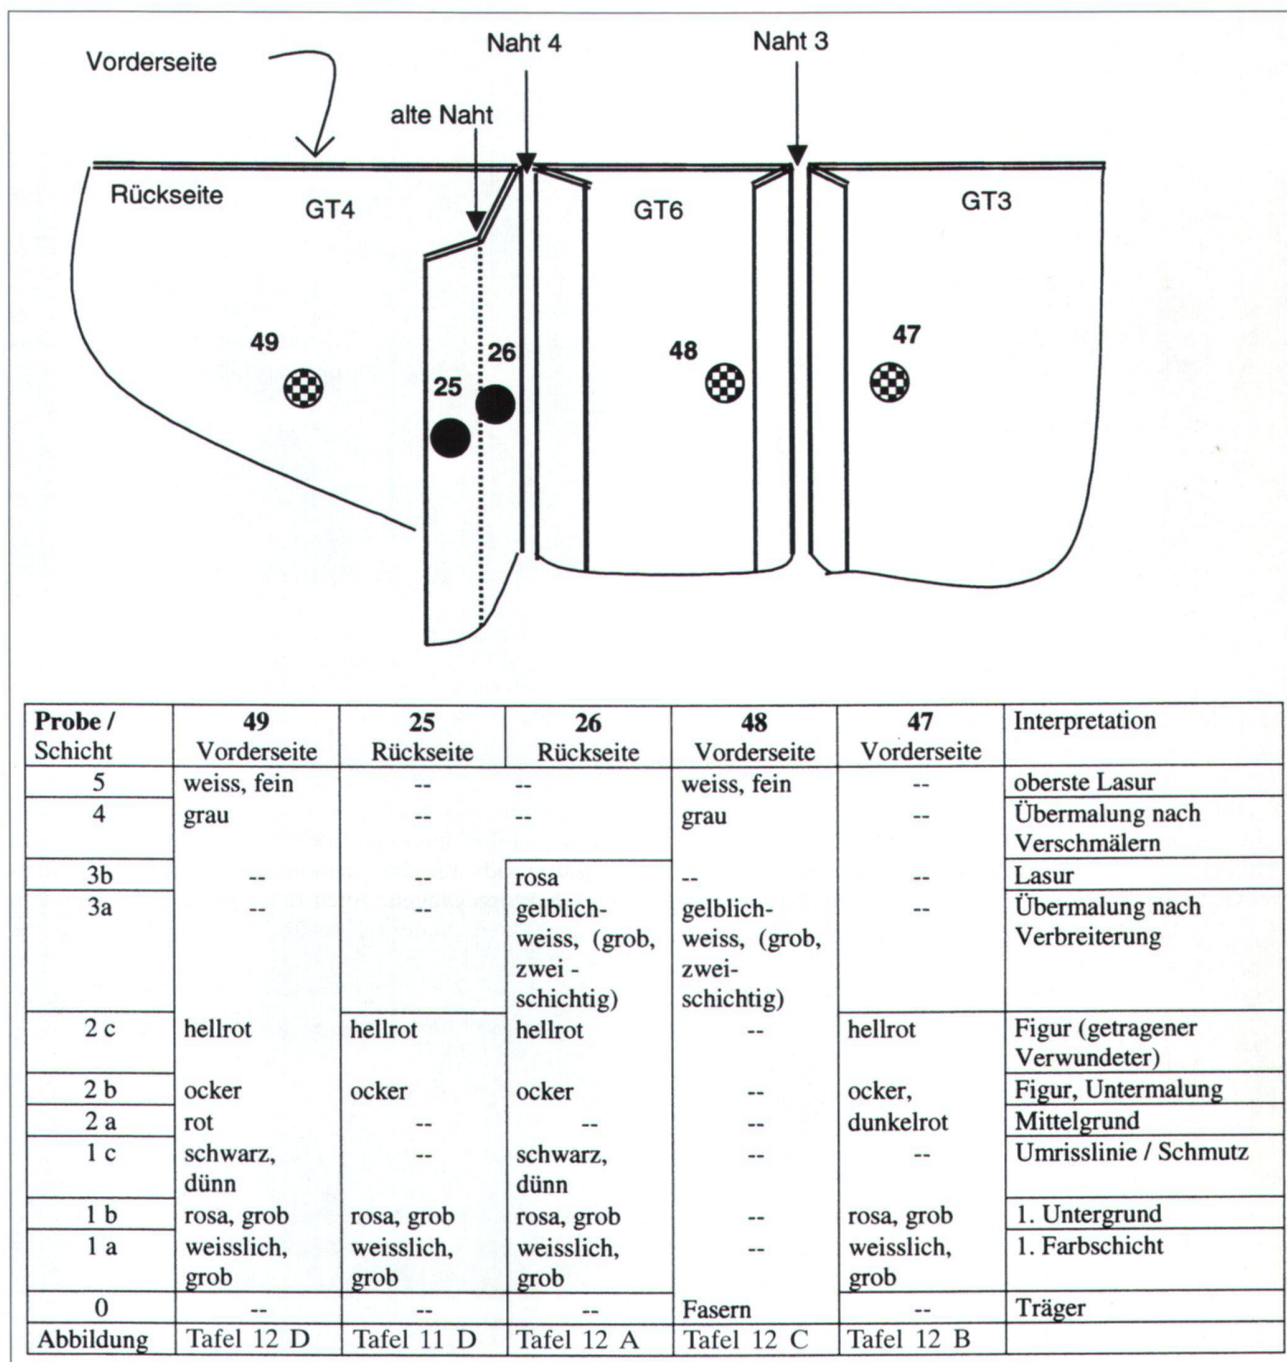 Naht 4
Naht 3
Vorderseite
alte Naht
Rückseite
GT4
GT6
GT3
49
26
48
47
25
Probe / Schicht | 49 Vorderseite | 25 Rückseite | 26 Rückseite | 48 Vorderseite | 47 Vorderseite | Interpretation
5 | weiss, fein | -- | -- | weiss, fein | -- | oberste Lasur
4 | grau | -- | -- | grau | -- | Übermalung nach Verschmälern
3b | -- | -- | rosa | -- | -- | Lasur
3a | -- | -- | gelblich-weiss, (grob, zwei - schichtig) | gelblich-weiss, (grob, zwei-schichtig) | -- | Übermalung nach Verbreiterung
2 c | hellrot | hellrot | hellrot | -- | hellrot | Figur (getragener Verwundeter)
2 b | ocker | ocker | ocker | -- | ocker, | Figur, Untermalung
2 a | rot | -- | -- | -- | dunkelrot | Mittelgrund
1 c | schwarz, dünn | -- | schwarz, dünn | -- | -- | Umrisslinie / Schmutz
1 b | rosa, grob | rosa, grob | rosa, grob | -- | rosa, grob | 1. Untergrund
1 a | weisslich, grob | weisslich, grob | weisslich, grob | -- | weisslich, grob | 1. Farbschicht
0 | -- | -- | -- | Fasern | -- | Träger
Abbildung | Tafel 12 D | Tafel 11 D | Tafel 12 A | Tafel 12 C | Tafel 12 B